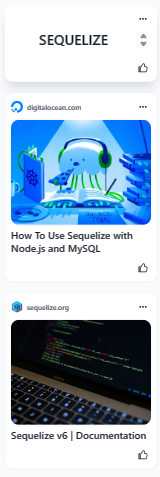 SEQUELIZE
digitalocean.com
How To Use Sequelize with
Node.js and MySQL
sequelize.org
Sequelize v6 | Documentation